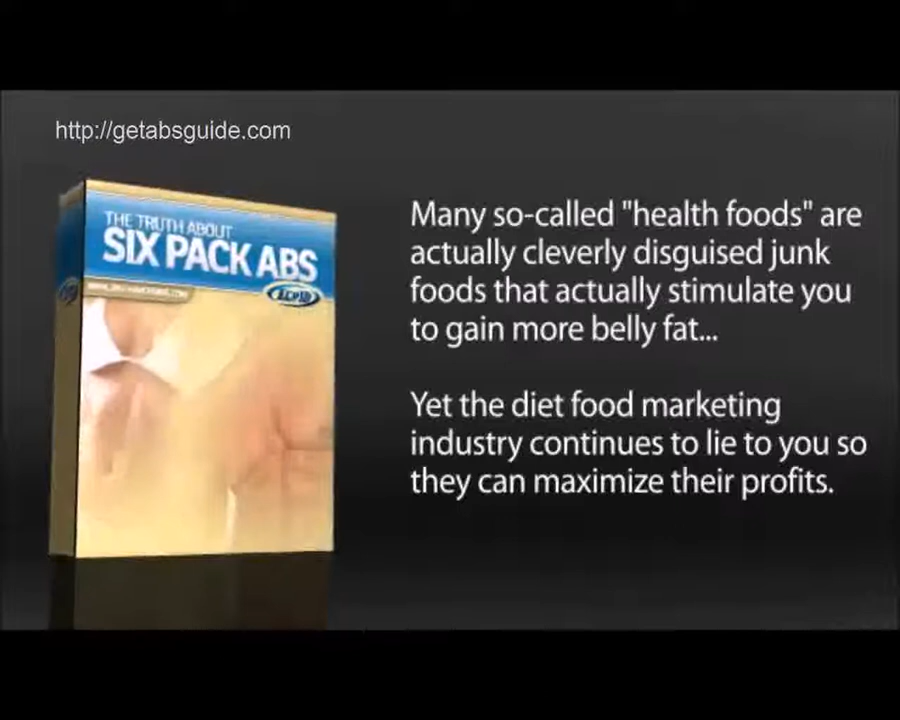 http://getabsguide.com
THE TRUTH ABOUT
SIX PACK ABS
Many so-called "health foods" are
actually cleverly disguised junk
foods that actually stimulate you
to gain more belly fat...
Yet the diet food marketing
industry continues to lie to you so
they can maximize their profits.